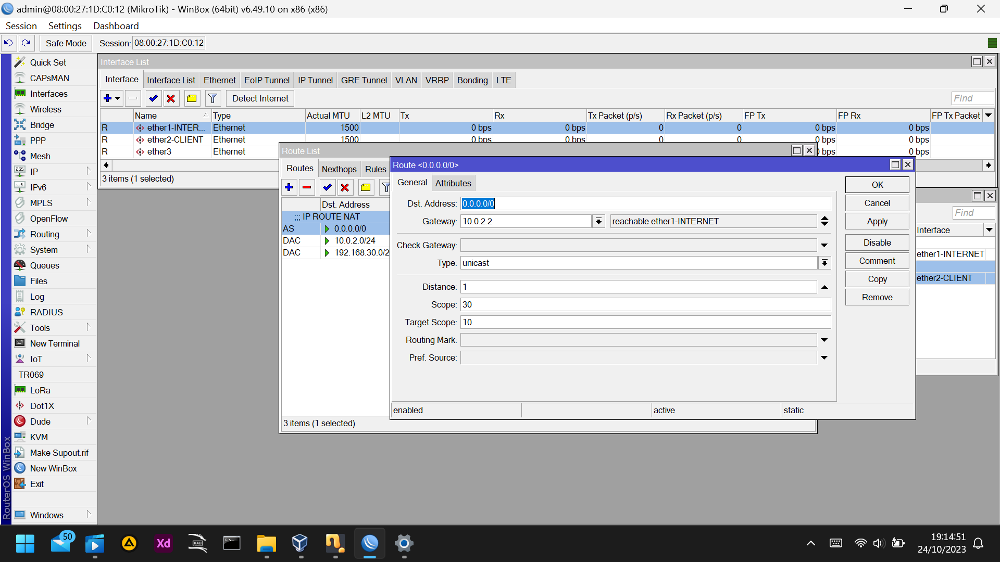 admin@08:00:27:1D:C0:12 (MikroTik) - WinBox (64bit) v6.49.10 on x86 (x86)
Session Settings Dashboard
Safe Mode Session: 08:00:27:1D:C0:12
Quick Set
CAPsMAN
Interfaces
Wireless
Bridge
PPP
Mesh
IP
IPv6
MPLS
OpenFlow
Routing
System
Queues
Files
Log
RADIUS
Tools
New Terminal
IoT
TR069
LoRa
Dot1X
Dude
KVM
Make Supout.rif
New WinBox
Exit
Windows
RouterOS WinBox
Interface List
Interface Interface List Ethernet EoIP Tunnel IP Tunnel GRE Tunnel VLAN VRRP Bonding LTE
Detect Internet Find
Name Type Actual MTU L2 MTU Tx Rx Tx Packet (p/s) Rx Packet (p/s) FP Tx FP Rx FP Tx Packet
R ether1-INTER... Ethernet 1500 0 bps 0 bps 0 0 0 bps 0 bps
R ether2-CLIENT Ethernet 1500 0 bps 0 bps 0 0 0 bps 0 bps
R ether3 Ethernet 0 bps 0 bps
3 items (1 selected)
Route List
Routes Nexthops Rules
Dst. Address
;;; IP ROUTE NAT
AS 0.0.0.0/0
DAC 10.0.2.0/24
DAC 192.168.30.0/2
3 items (1 selected)
Route <0.0.0.0/0>
General Attributes
Dst. Address: 0.0.0.0/0
Gateway: 10.0.2.2 reachable ether1-INTERNET
Check Gateway:
Type: unicast
Distance: 1
Scope: 30
Target Scope: 10
Routing Mark:
Pref. Source:
OK
Cancel
Apply
Disable
Comment
Copy
Remove
enabled active static
Find
Interface
ether1-INTERNET
ether2-CLIENT
50
Xd
KALI
19:14:51
24/10/2023